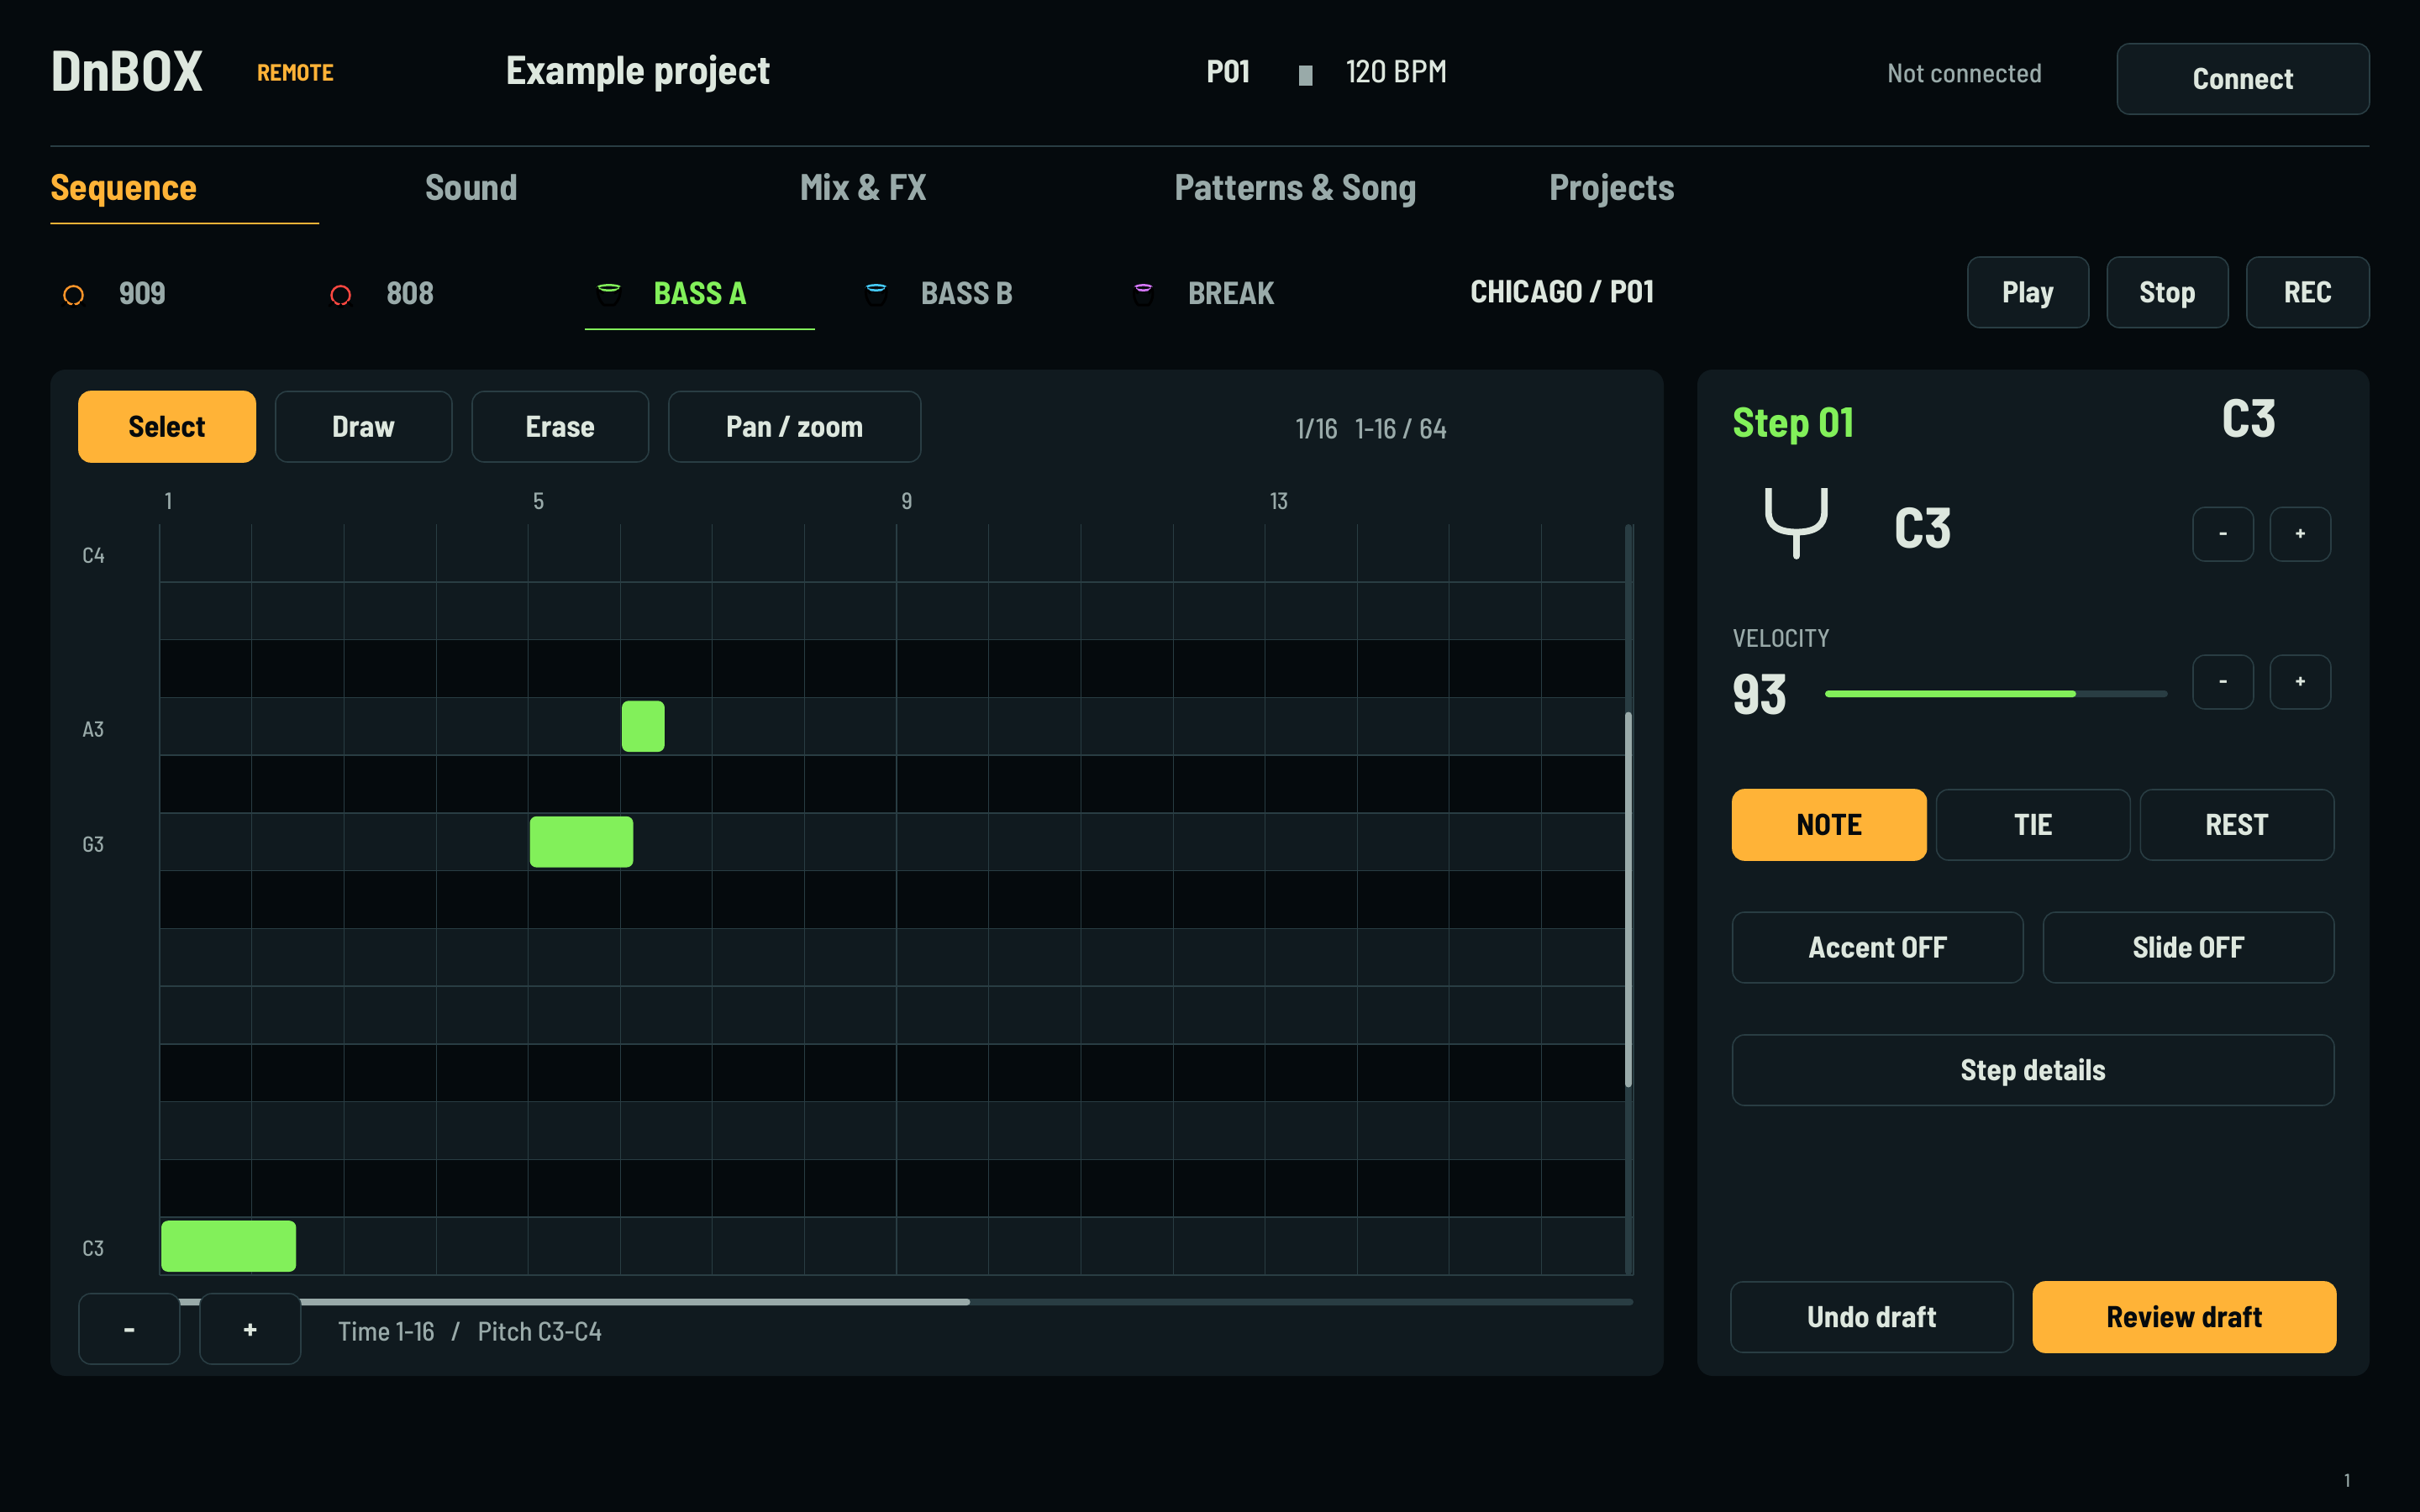 DnBOX REMOTE Example project P01 120 BPM Not connected Connect
Sequence Sound Mix & FX Patterns & Song Projects
909 808 BASS A BASS B BREAK CHICAGO / P01 Play Stop REC
Select Draw Erase Pan / zoom 1/16 1-16 / 64
1 5 9 13
C4
A3
G3
C3
- + Time 1-16 / Pitch C3-C4
Step 01 C3
C3 - +
VELOCITY
93 - +
NOTE TIE REST
Accent OFF Slide OFF
Step details
Undo draft Review draft
1